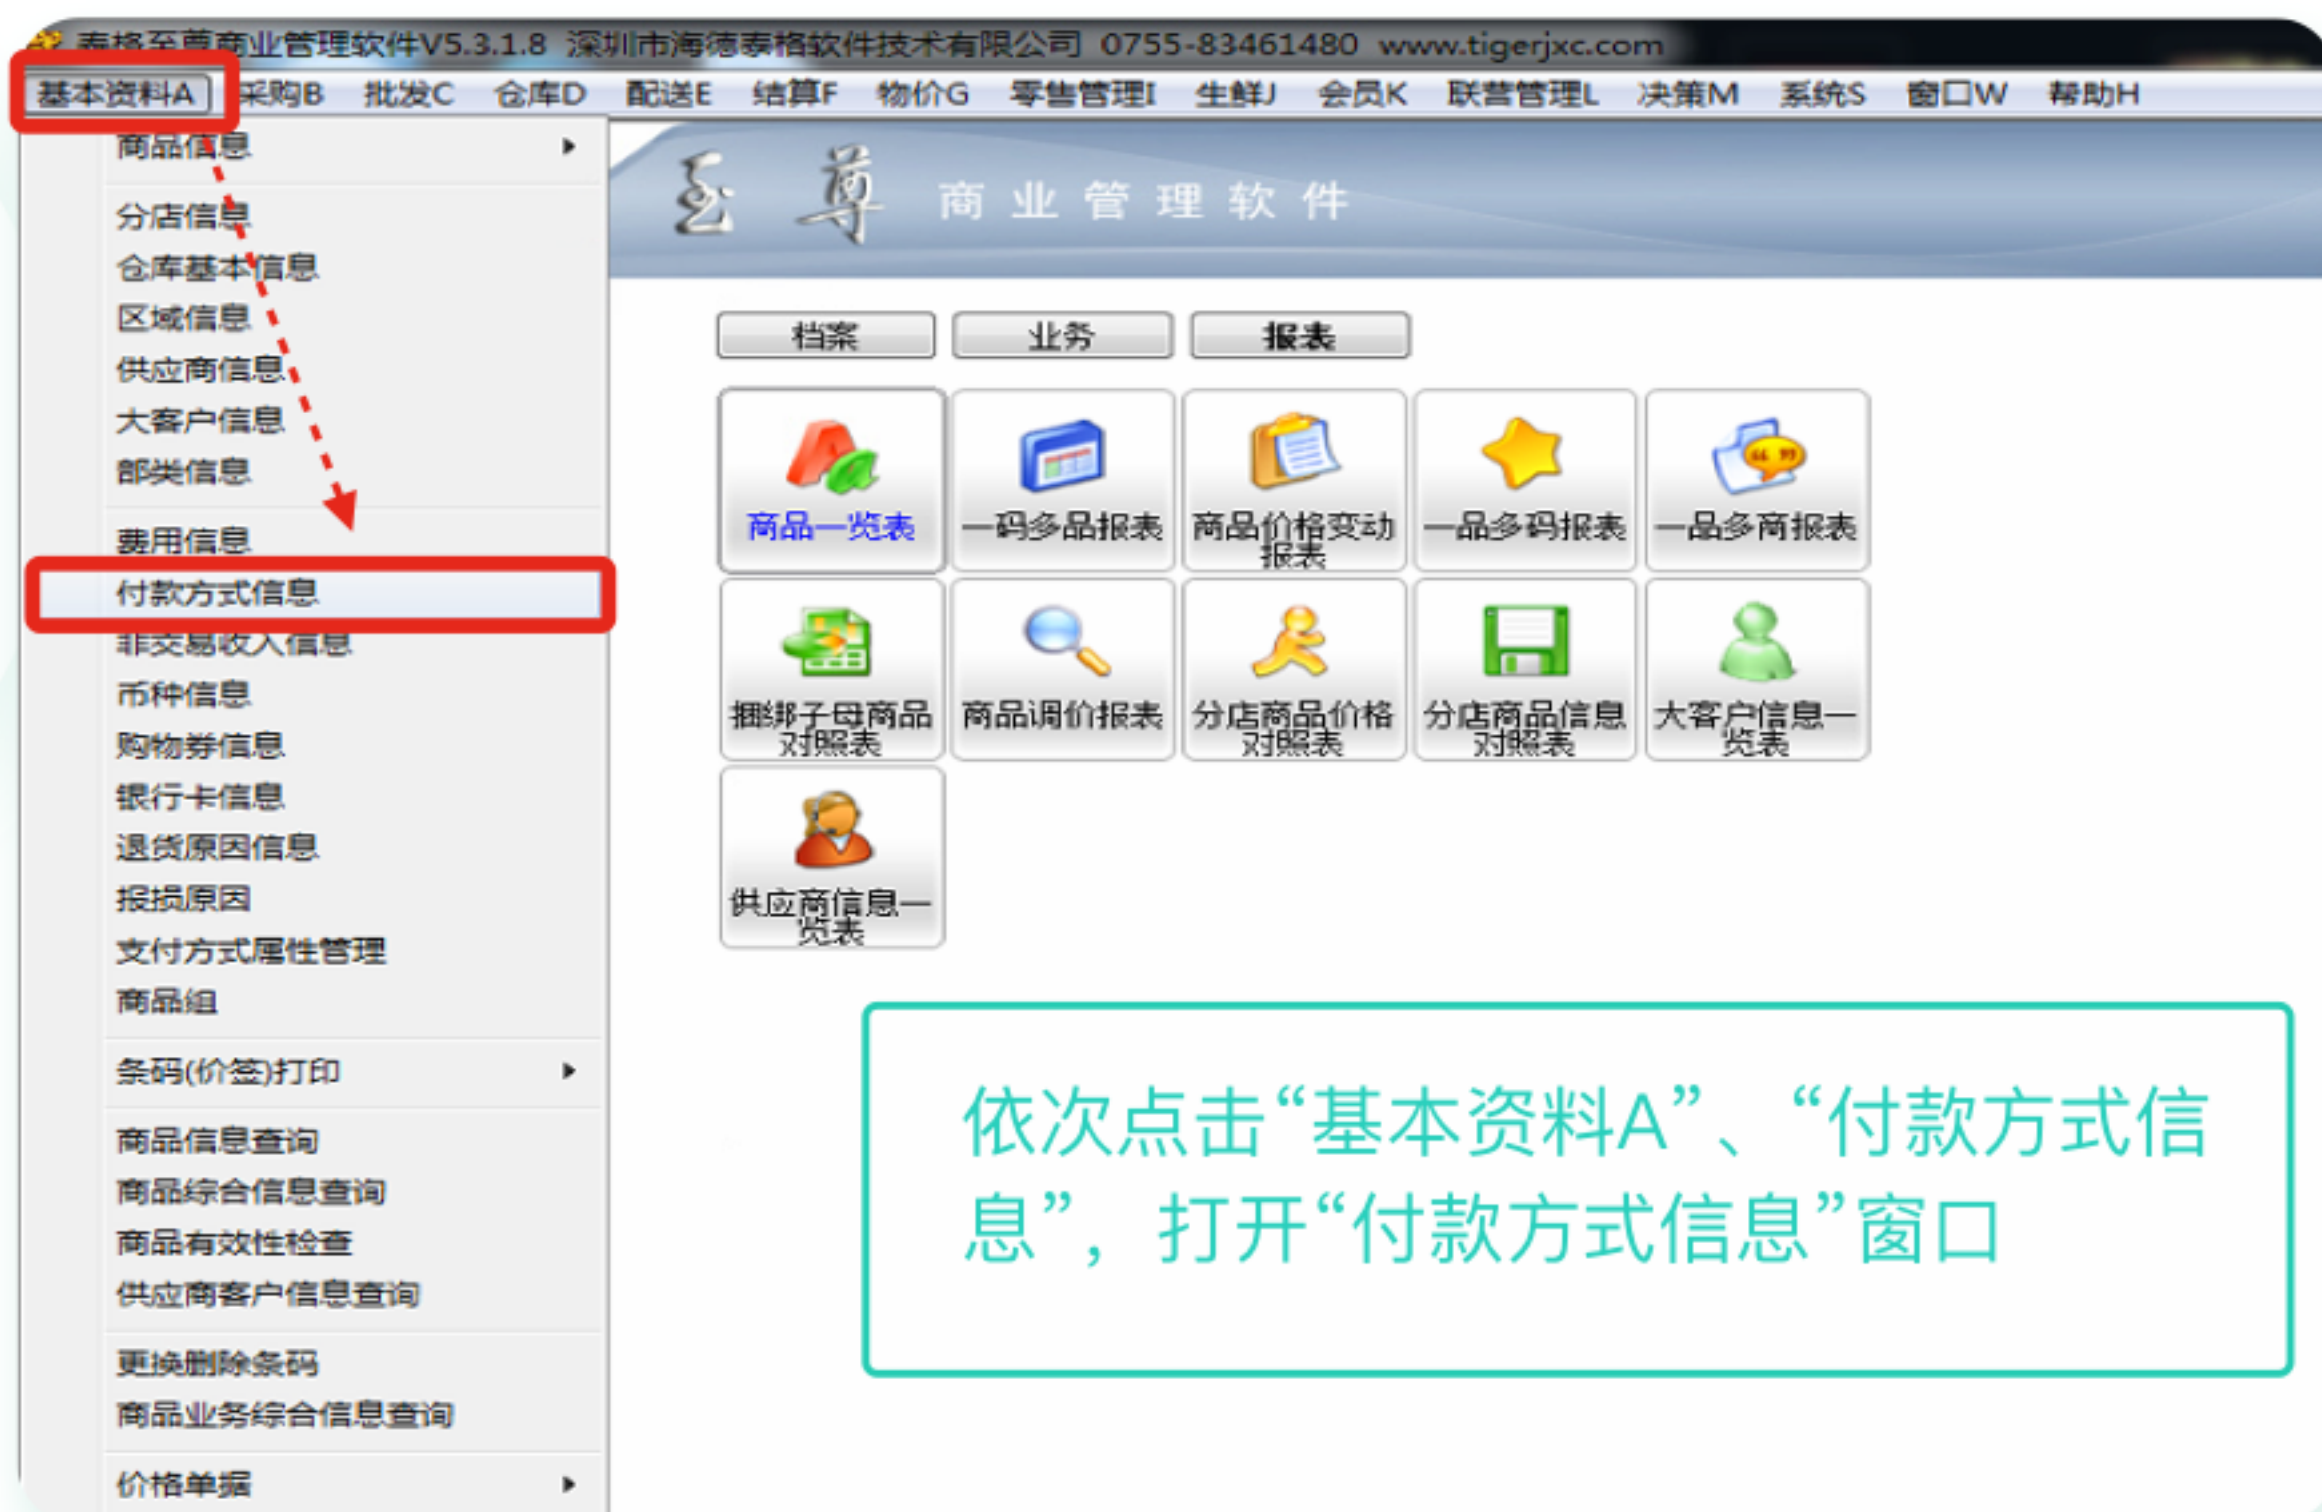 泰格至尊商业管理软件V5.3.1.8 深圳市海德泰格软件技术有限公司 0755-83461480 www.tigerjxc.com
基本资料A 采购B 批发C 仓库D 配送E 结算F 物价G 零售管理I 生鲜J 会员K 联营管理L 决策M 系统S 窗口W 帮助H
商品信息
分店信息
仓库基本信息
区域信息
供应商信息
大客户信息
部类信息
费用信息
付款方式信息
非交易收入信息
币种信息
购物券信息
银行卡信息
退货原因信息
报损原因
支付方式属性管理
商品组
条码(价签)打印
商品信息查询
商品综合信息查询
商品有效性检查
供应商客户信息查询
更换删除条码
商品业务综合信息查询
价格单据
至尊 商业管理软件
档案 业务 报表
商品一览表
一码多品报表
商品价格变动
报表
一品多码报表
一品多商报表
捆绑子母商品
对照表
商品调价报表
分店商品价格
对照表
分店商品信息
对照表
大客户信息一
览表
供应商信息一
览表
依次点击“基本资料A”、“付款方式信
息”，打开“付款方式信息”窗口